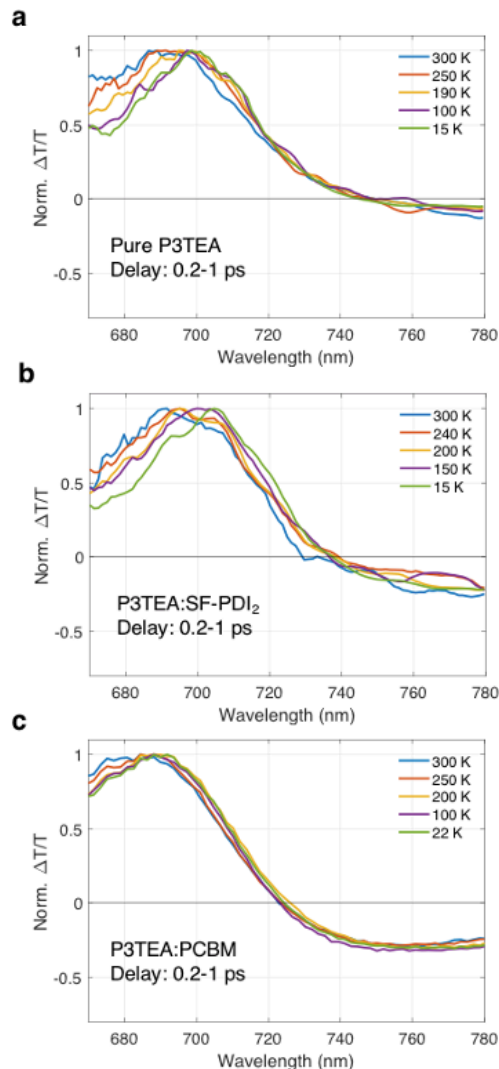 a
1
0.5
0
-0.5
Norm. ΔT/T
300 K
250 K
190 K
100 K
15 K
Pure P3TEA
Delay: 0.2-1 ps
680 700 720 740 760 780
Wavelength (nm)
b
1
0.5
0
-0.5
Norm. ΔT/T
300 K
240 K
200 K
150 K
15 K
P3TEA:SF-PDI₂
Delay: 0.2-1 ps
680 700 720 740 760 780
Wavelength (nm)
c
1
0.5
0
-0.5
Norm. ΔT/T
300 K
250 K
200 K
100 K
22 K
P3TEA:PCBM
Delay: 0.2-1 ps
680 700 720 740 760 780
Wavelength (nm)